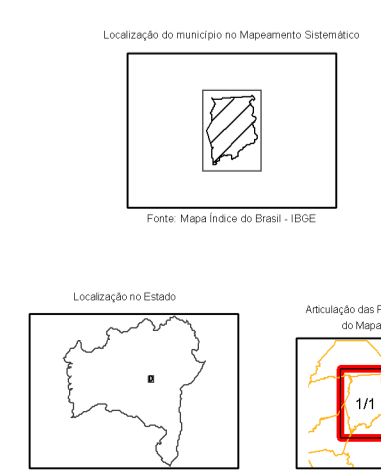 Localização do município no Mapeamento Sistemático
Fonte: Mapa Índice do Brasil - IBGE
Localização no Estado
Articulação das
do Mapa
1/1